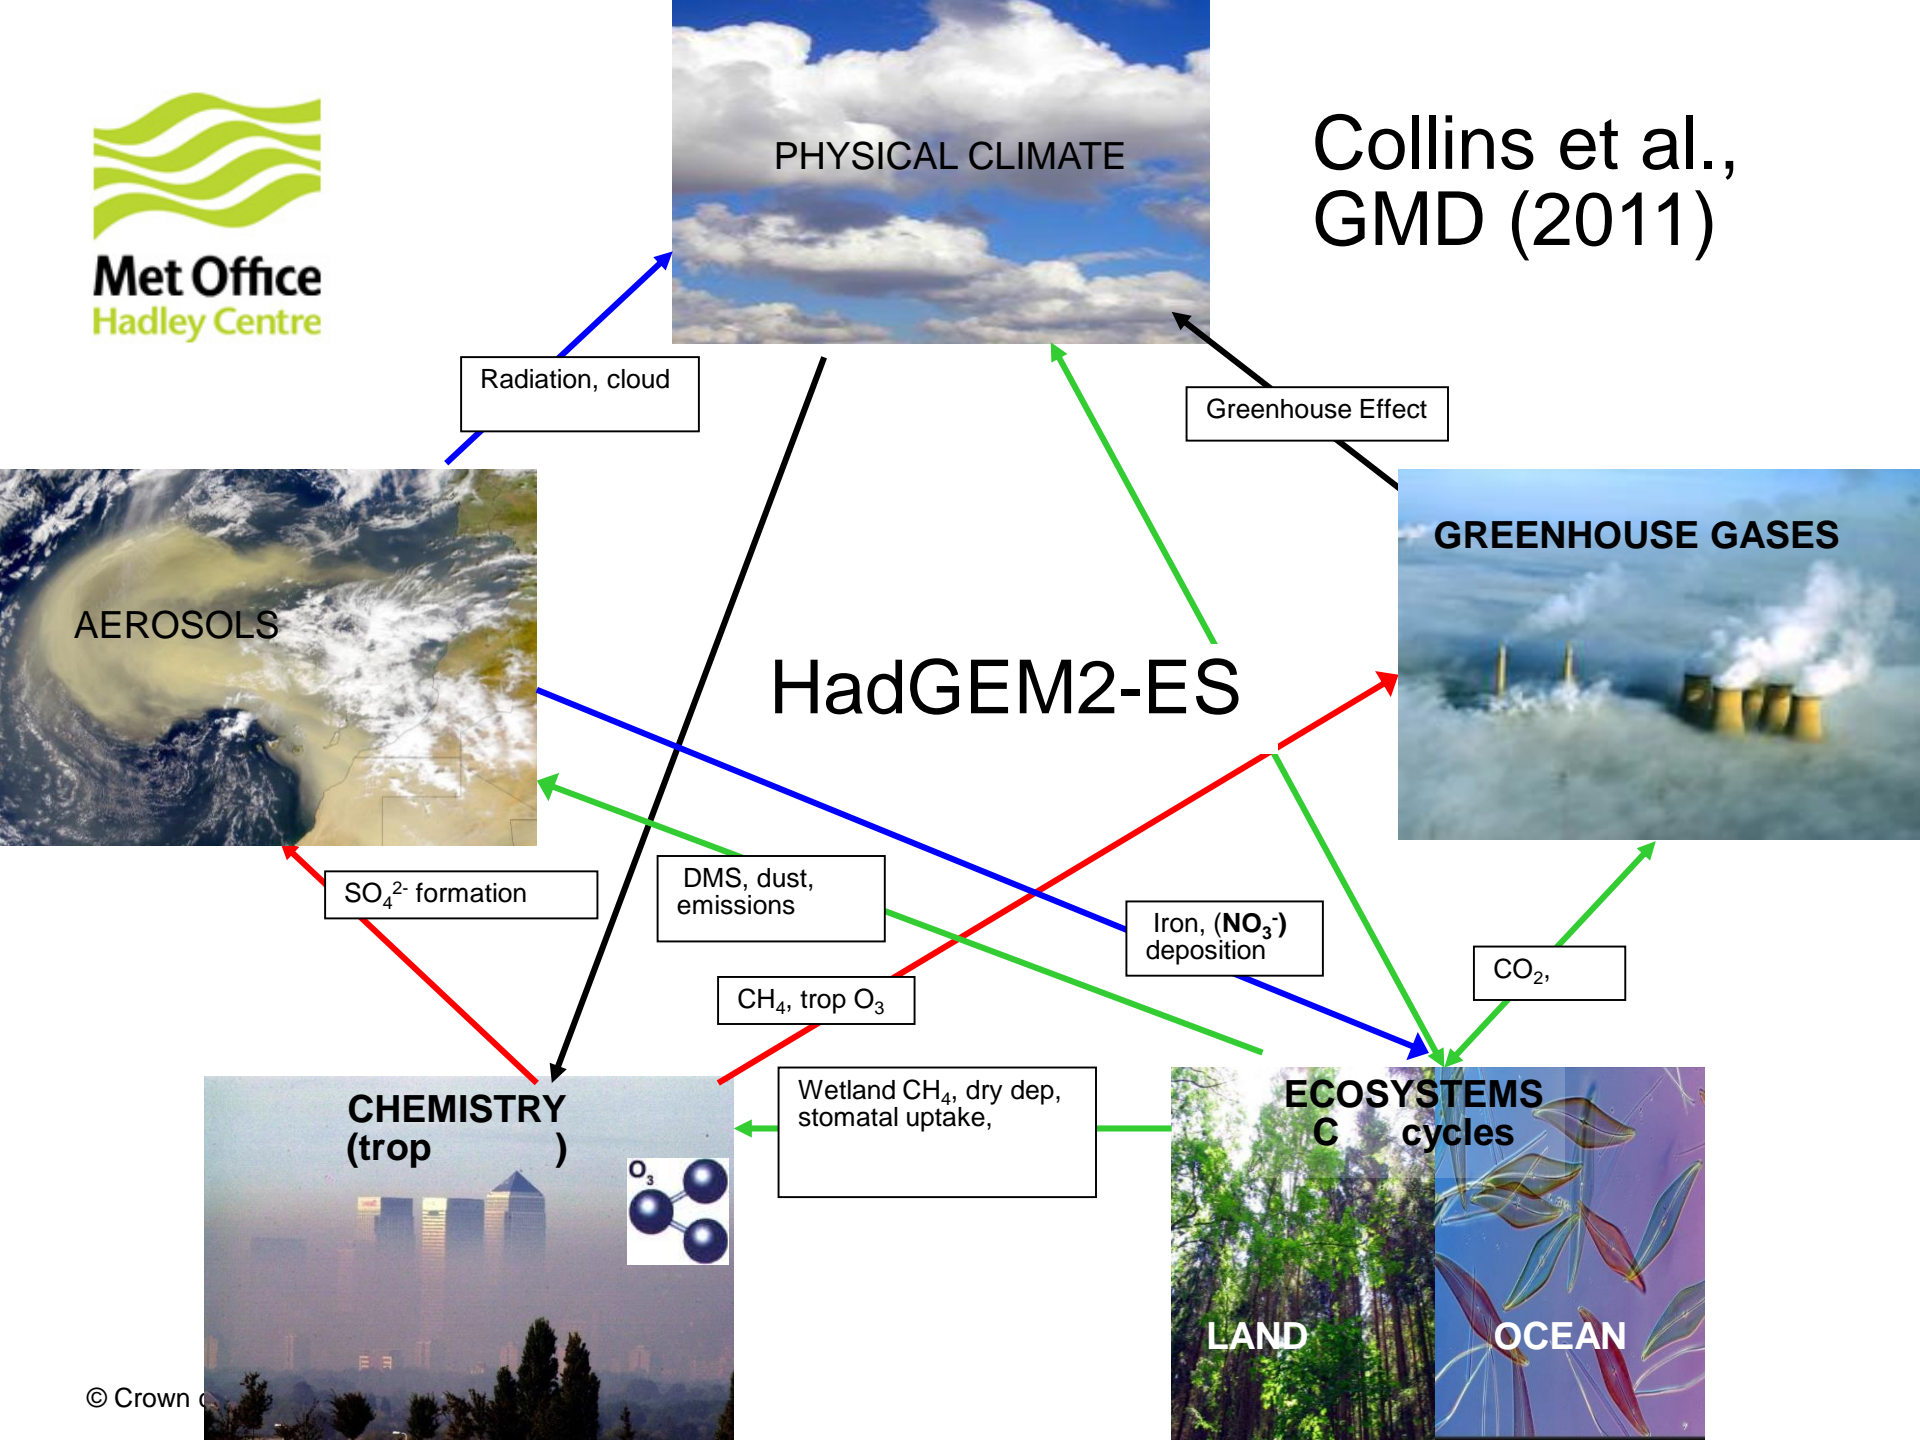 PHYSICAL CLIMATE
Collins et al.,
GMD (2011)
Met Office
Hadley Centre
Radiation, cloud
Greenhouse Effect
GREENHOUSE GASES
AEROSOLS
HadGEM2-ES
SO₄²⁻ formation
DMS, dust,
emissions
Iron, (NO₃⁻)
deposition
CO₂,
CH₄, trop O₃
Wetland CH₄, dry dep,
stomatal uptake,
CHEMISTRY
(trop )
O₃
ECOSYSTEMS
C cycles
LAND
OCEAN
© Crown